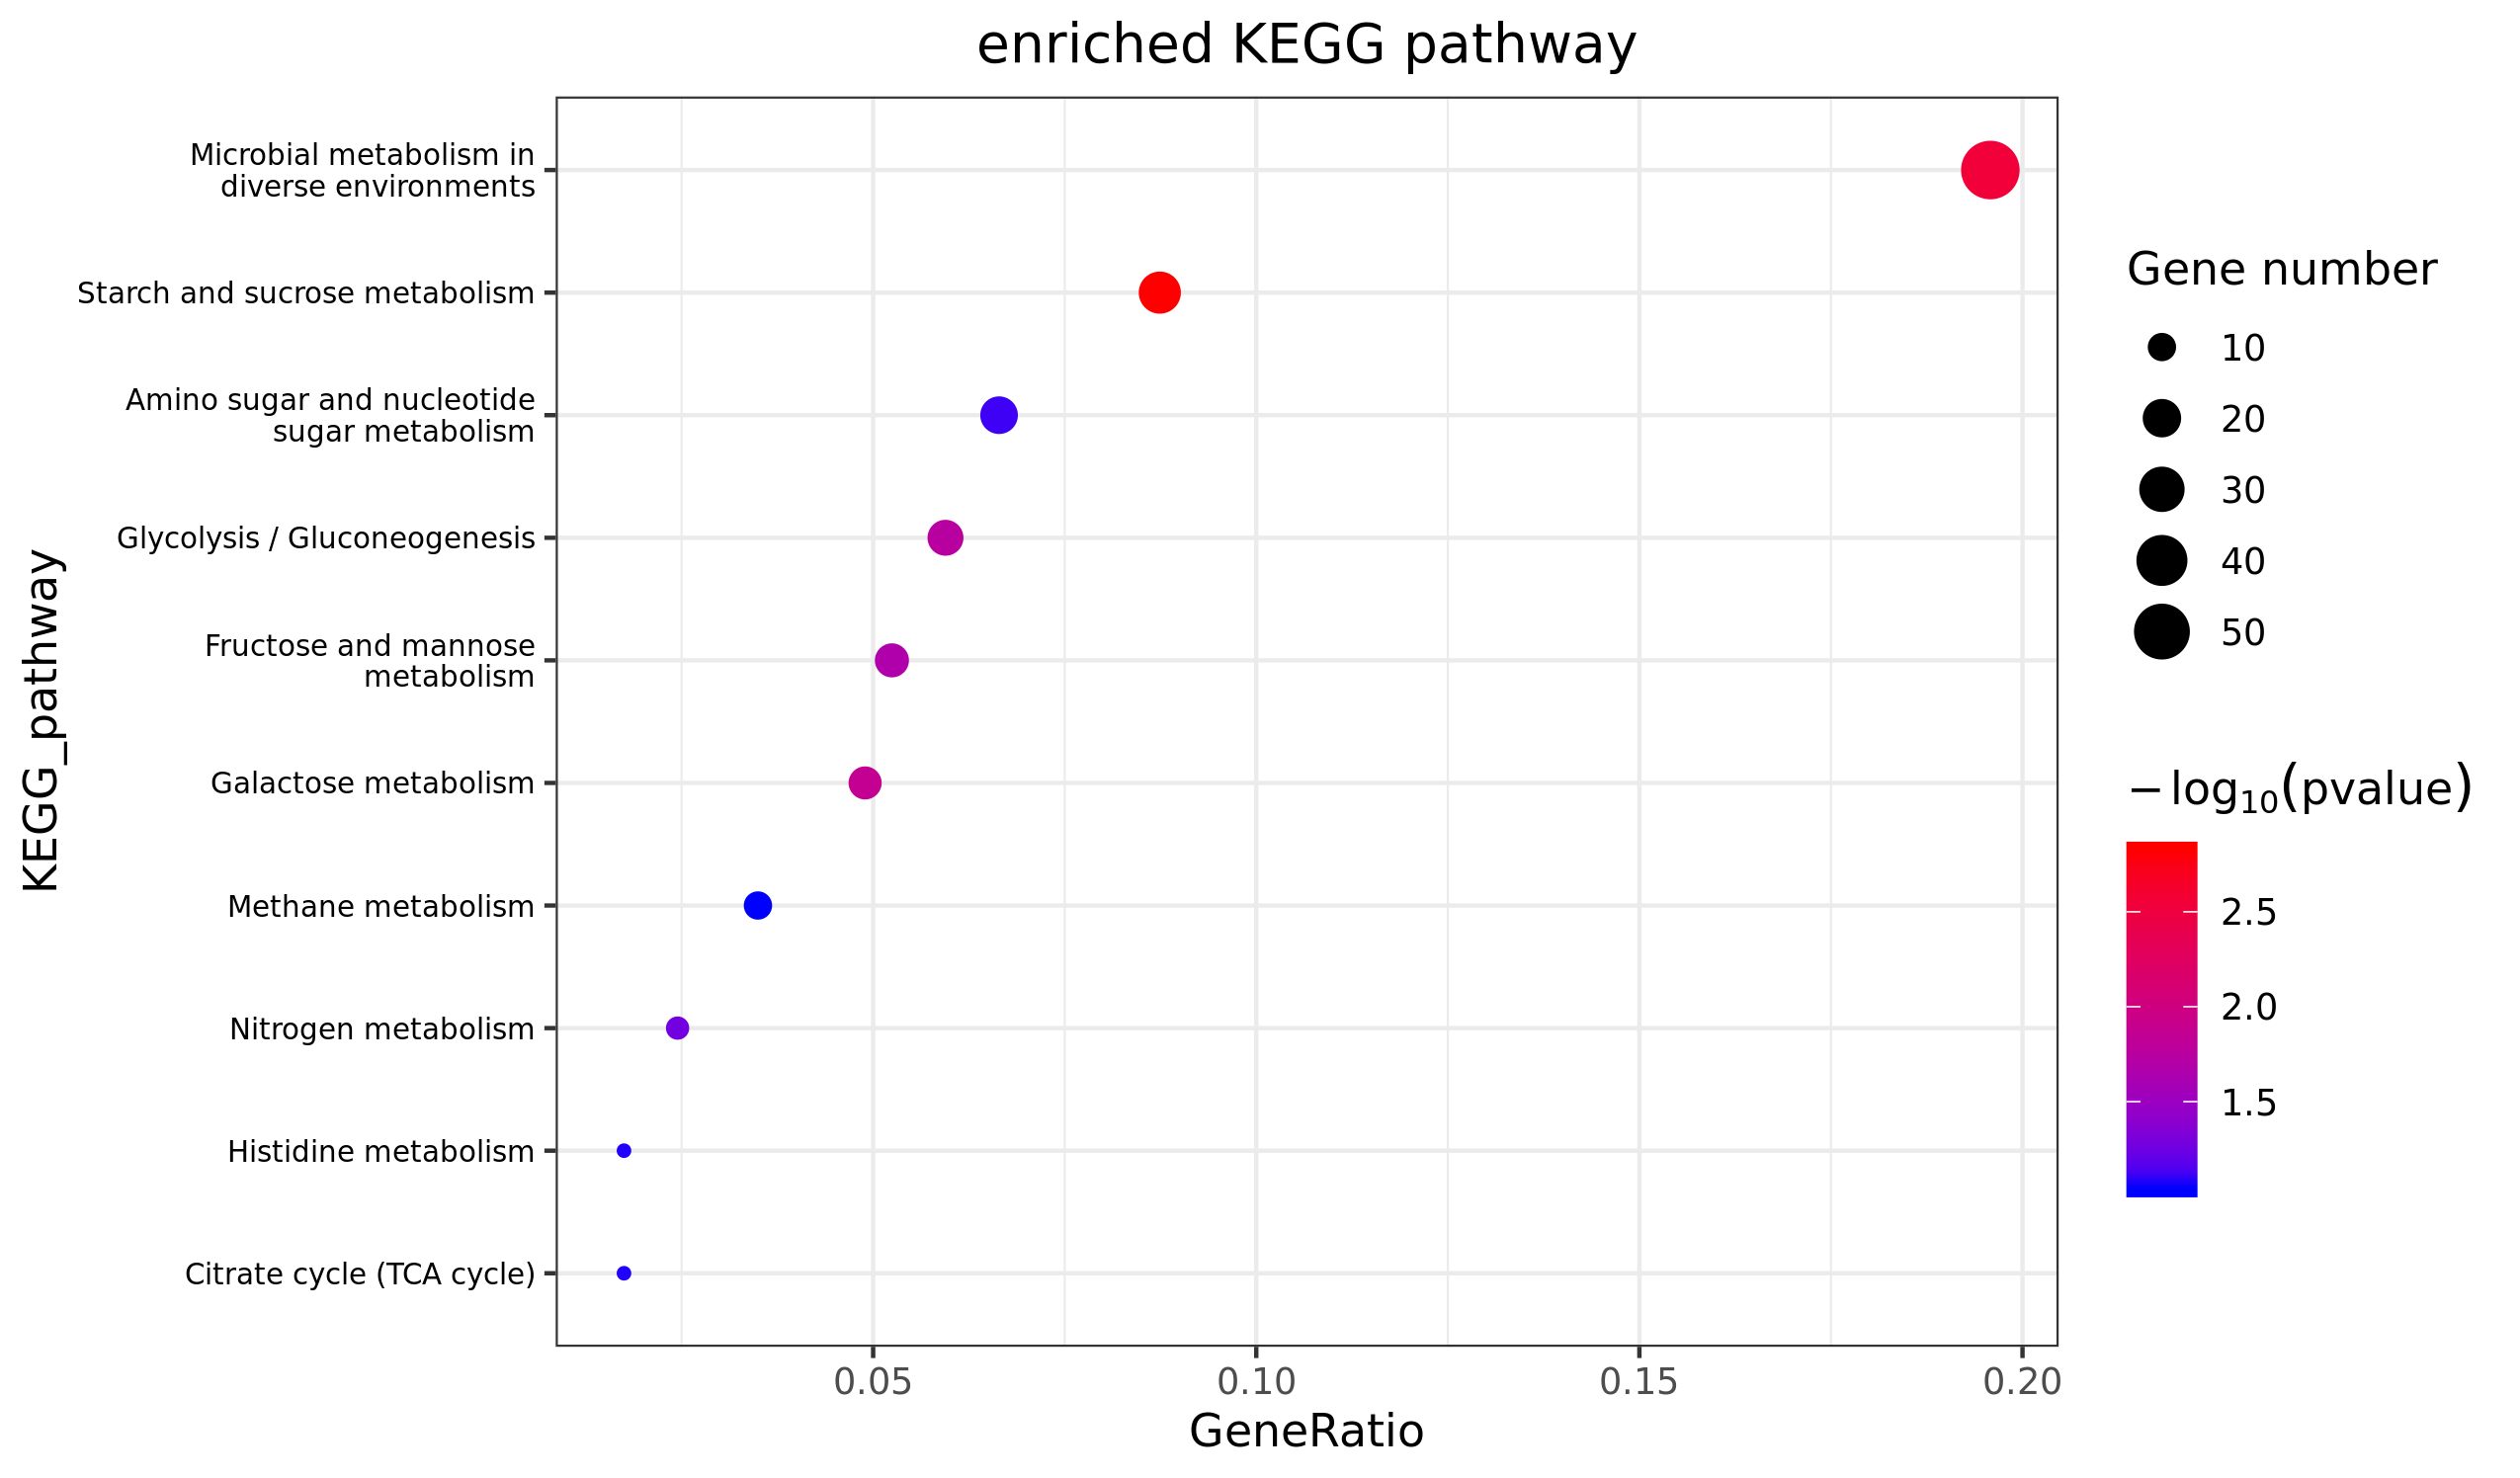 enriched KEGG pathway
Microbial metabolism in
diverse environments
Starch and sucrose metabolism
Amino sugar and nucleotide
sugar metabolism
Glycolysis / Gluconeogenesis
Fructose and mannose
metabolism
Galactose metabolism
Methane metabolism
Nitrogen metabolism
Histidine metabolism
Citrate cycle (TCA cycle)
KEGG_pathway
0.05 0.10 0.15 0.20
GeneRatio
Gene number
10
20
30
40
50
−log₁₀(pvalue)
2.5
2.0
1.5